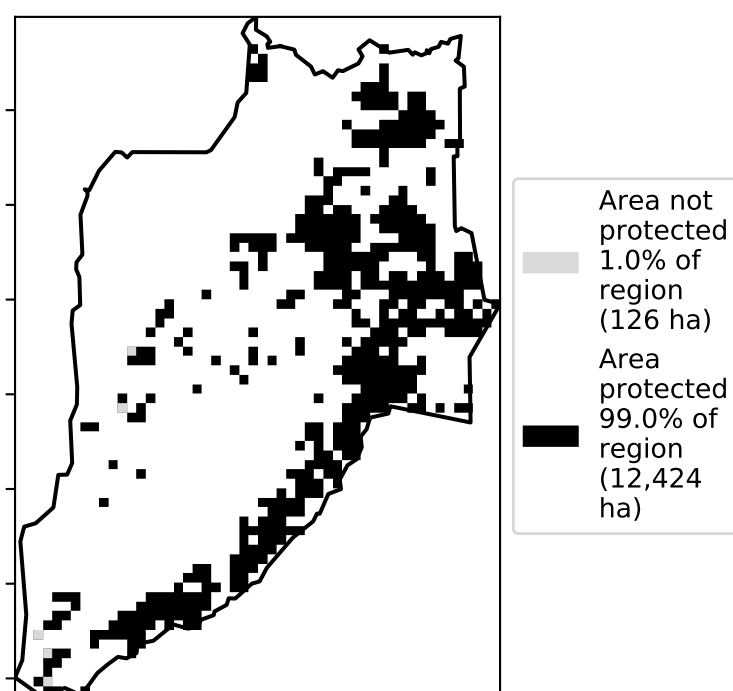 Area not
protected
1.0% of
region
(126 ha)
Area
protected
99.0% of
region
(12,424
ha)